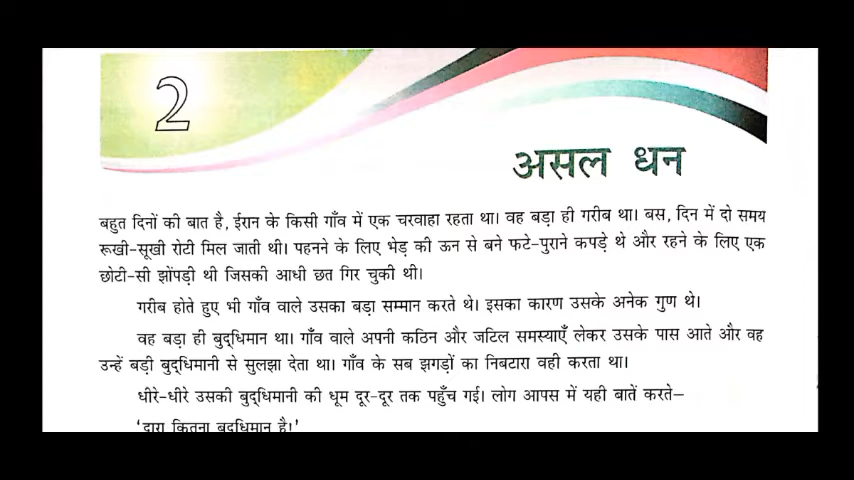 2
असल धन
बहुत दिनों की बात है, ईरान के किसी गाँव में एक चरवाहा रहता था। वह बड़ा ही गरीब था। बस, दिन में दो समय
रूखी-सूखी रोटी मिल जाती थी। पहनने के लिए भेड़ की ऊन से बने फटे-पुराने कपड़े थे और रहने के लिए एक
छोटी-सी झोंपड़ी थी जिसकी आधी छत गिर चुकी थी।
गरीब होते हुए भी गाँव वाले उसका बड़ा सम्मान करते थे। इसका कारण उसके अनेक गुण थे।
वह बड़ा ही बुद्धिमान था। गाँव वाले अपनी कठिन और जटिल समस्याएँ लेकर उसके पास आते और वह
उन्हें बड़ी बुद्धिमानी से सुलझा देता था। गाँव के सब झगड़ों का निबटारा वही करता था।
धीरे-धीरे उसकी बुद्धिमानी की धूम दूर-दूर तक पहुँच गई। लोग आपस में यही बातें करते–
'दारा कितना बुद्धिमान है!'